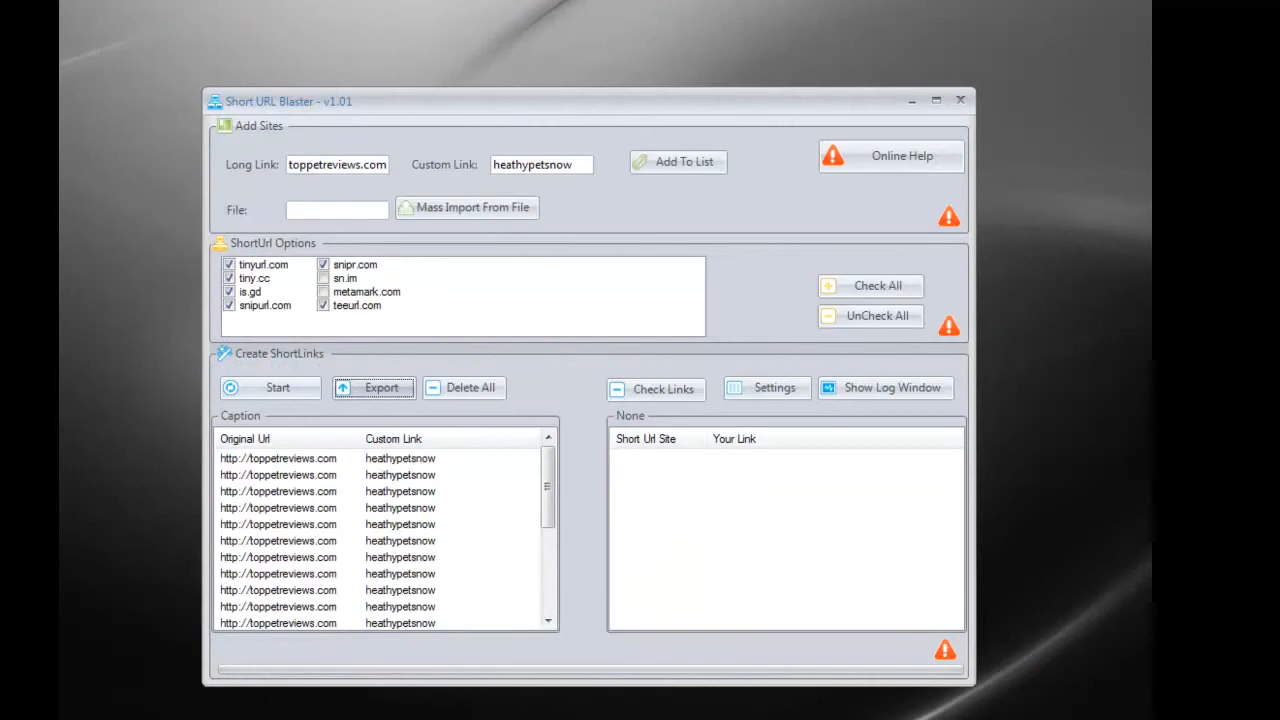 Short URL Blaster - v1.01
Add Sites
Long Link: toppetreviews.com Custom Link: heathypetsnow Add To List Online Help
File: Mass Import From File
ShortUrl Options
tinyurl.com snipr.com
tiny.cc sn.im
is.gd metamark.com
snipurl.com teeurl.com
Check All
UnCheck All
Create ShortLinks
Start Export Delete All Check Links Settings Show Log Window
Caption None
Original Url Custom Link Short Url Site Your Link
http://toppetreviews.com heathypetsnow
http://toppetreviews.com heathypetsnow
http://toppetreviews.com heathypetsnow
http://toppetreviews.com heathypetsnow
http://toppetreviews.com heathypetsnow
http://toppetreviews.com heathypetsnow
http://toppetreviews.com heathypetsnow
http://toppetreviews.com heathypetsnow
http://toppetreviews.com heathypetsnow
http://toppetreviews.com heathypetsnow
http://toppetreviews.com heathypetsnow